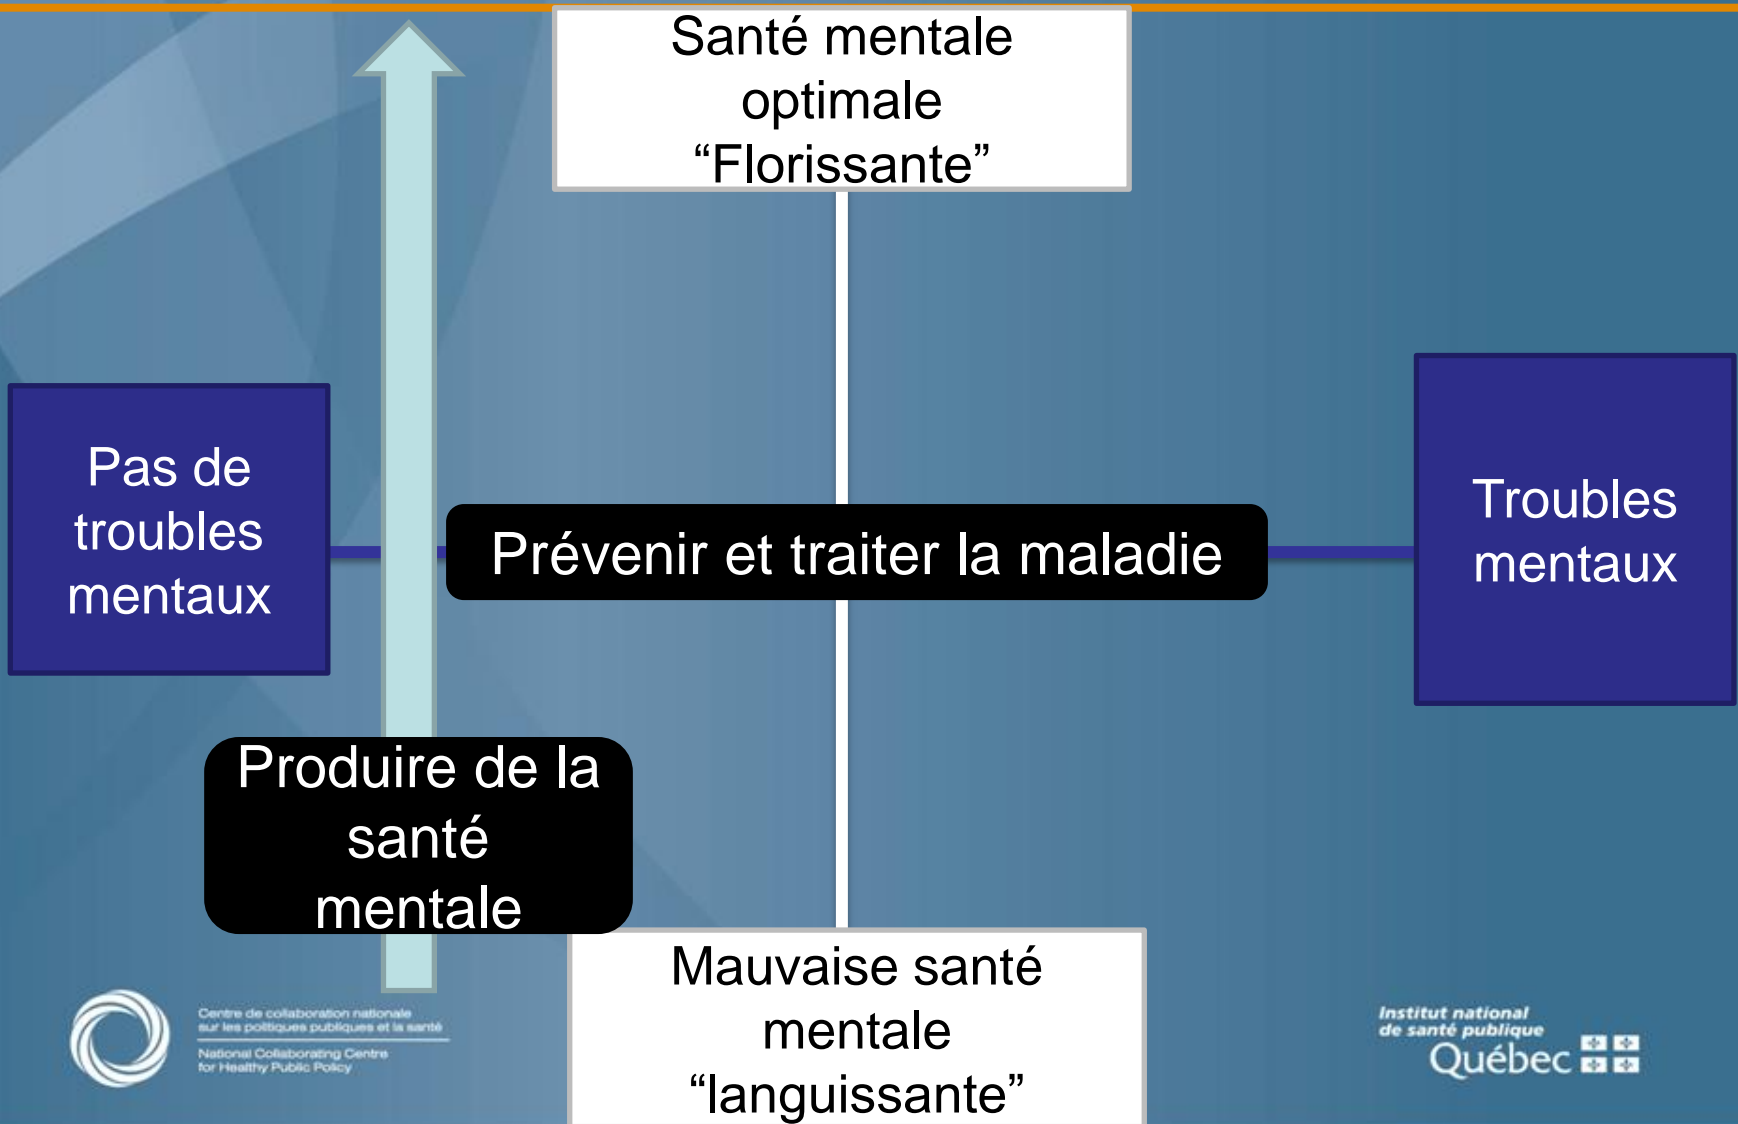 Santé mentale
optimale
“Florissante”
Pas de
troubles
mentaux
Prévenir et traiter la maladie
Troubles
mentaux
Produire de la
santé
mentale
Mauvaise santé
mentale
“languissante”
Centre de collaboration nationale
sur les politiques publiques et la santé
National Collaborating Centre
for Healthy Public Policy
Institut national
de santé publique
Québec